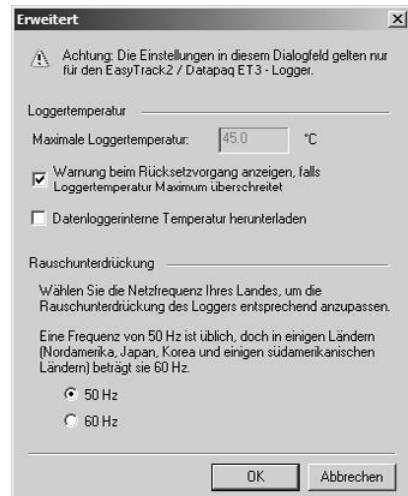 Erweitert
Achtung: Die Einstellungen in diesem Dialogfeld gelten nur
für den EasyTrack2 / Datapaq ET3 - Logger.
Loggertemperatur
Maximale Loggertemperatur: 45.0 °C
Warnung beim Rücksetzvorgang anzeigen, falls
Loggertemperatur Maximum überschreitet
Datenloggerinterne Temperatur herunterladen
Rauschunterdrückung
Wählen Sie die Netzfrequenz Ihres Landes, um die
Rauschunterdrückung des Loggers entsprechend anzupassen.
Eine Frequenz von 50 Hz ist üblich, doch in einigen Ländern
(Nordamerika, Japan, Korea und einigen südamerikanischen
Ländern) beträgt sie 60 Hz.
50 Hz
60 Hz
OK Abbrechen